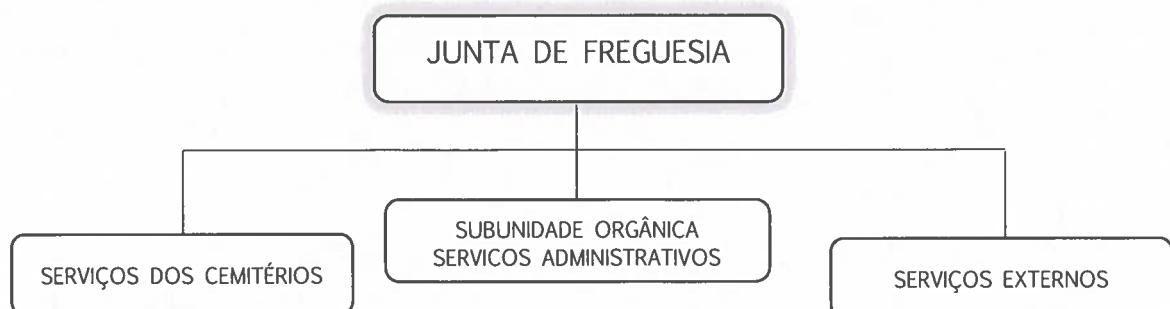 JUNTA DE FREGUESIA
SUBUNIDADE ORGÂNICA
SERVICOS ADMINISTRATIVOS
SERVIÇOS DOS CEMITÉRIOS
SERVIÇOS EXTERNOS